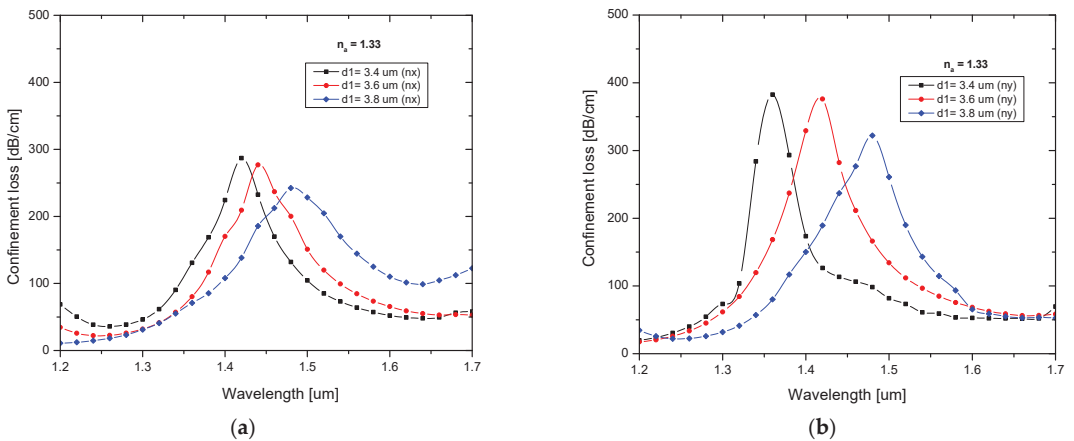 500
400
300
200
100
0
Confinement loss [dB/cm]
nₐ = 1.33
d1= 3.4 um (nx)
d1= 3.6 um (nx)
d1= 3.8 um (nx)
1.2 1.3 1.4 1.5 1.6 1.7
Wavelength [um]
(a)
500
400
300
200
100
0
Confinement loss [dB/cm]
nₐ = 1.33
d1= 3.4 um (ny)
d1= 3.6 um (ny)
d1= 3.8 um (ny)
1.2 1.3 1.4 1.5 1.6 1.7
Wavelength [um]
(b)